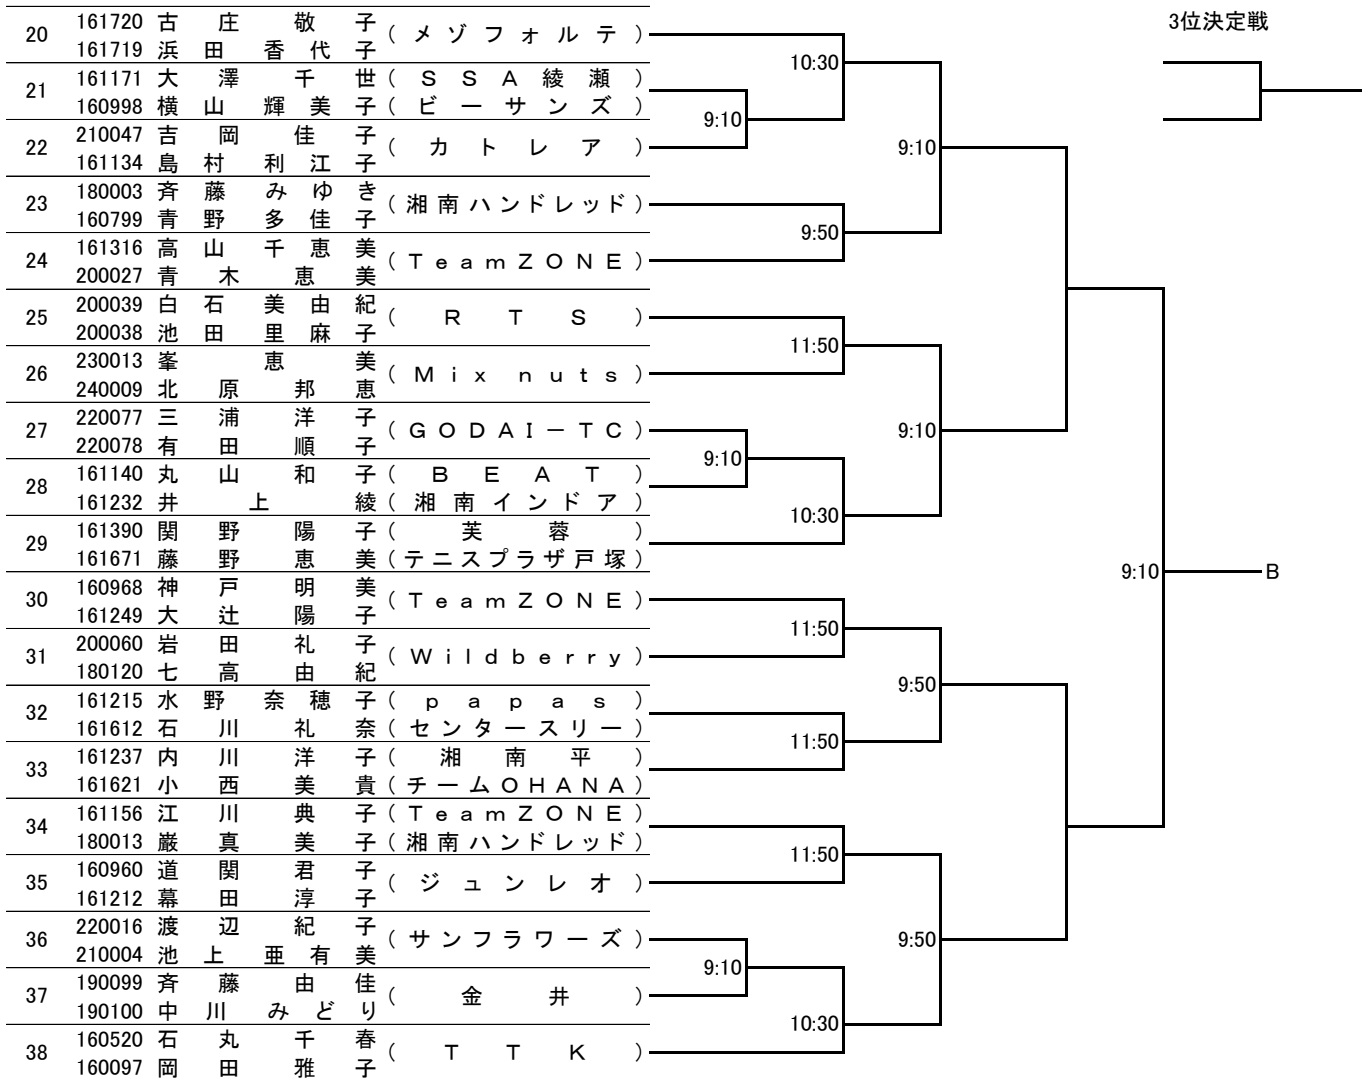 3位決定戦
20 161720 古庄 敬子 (メゾフォルテ)
161719 浜田 香代子
10:30
21 161171 大澤 千世 (SSA綾瀬)
160998 横山 輝美子 (ビーサンズ)
9:10
22 210047 吉岡 佳子 (カトレア)
161134 島村 利江子
9:10
23 180003 斉藤 みゆき (湘南ハンドレッド)
160799 青野 多佳子
9:50
24 161316 高山 千恵美 (TeamZONE)
200027 青木 恵美
25 200039 白石 美由紀 (RTS)
200038 池田 里麻子
11:50
26 230013 峯 恵美 (Mix nuts)
240009 北原 邦恵
27 220077 三浦 洋子 (GODAI-TC)
220078 有田 順子
9:10
9:10
28 161140 丸山 和子 (BEAT)
161232 井上 綾 (湘南インドア)
10:30
29 161390 関野 陽子 (芙蓉)
161671 藤野 恵美 (テニスプラザ戸塚)
9:10 B
30 160968 神戸 明美 (TeamZONE)
161249 大辻 陽子
11:50
31 200060 岩田 礼子 (Wildberry)
180120 七高 由紀
9:50
32 161215 水野 奈穂子 (papas)
161612 石川 礼奈 (センタースリー)
11:50
33 161237 内川 洋子 (湘南平)
161621 小西 美貴 (チームOHANA)
34 161156 江川 典子 (TeamZONE)
180013 巌真 美子 (湘南ハンドレッド)
11:50
35 160960 道関 君子 (ジュンレオ)
161212 幕田 淳子
36 220016 渡辺 紀子 (サンフラワーズ)
210004 池上 亜有美
9:50
9:10
37 190099 斉藤 由佳 (金井)
190100 中川 みどり
10:30
38 160520 石丸 千春 (TTK)
160097 岡田 雅子